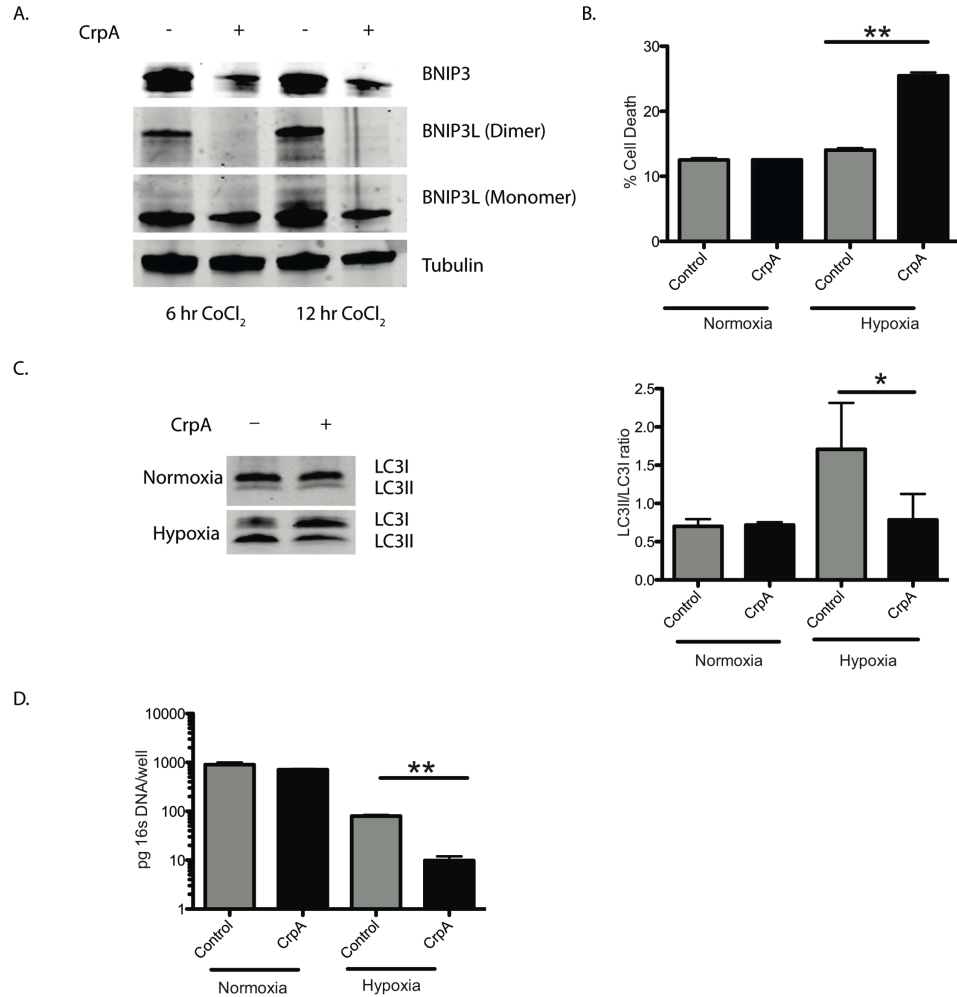 A.
CrpA - + - +
BNIP3
BNIP3L (Dimer)
BNIP3L (Monomer)
Tubulin
6 hr CoCl2 12 hr CoCl2
B.
**
30
20
10
0
% Cell Death
Control CrpA Control CrpA
Normoxia Hypoxia
C.
CrpA − +
Normoxia LC3I
LC3II
Hypoxia LC3I
LC3II
*
2.5
2.0
1.5
1.0
0.5
0.0
LC3II/LC3I ratio
Control CrpA Control CrpA
Normoxia Hypoxia
D.
**
10000
1000
100
10
1
pg 16s DNA/well
Control CrpA Control CrpA
Normoxia Hypoxia